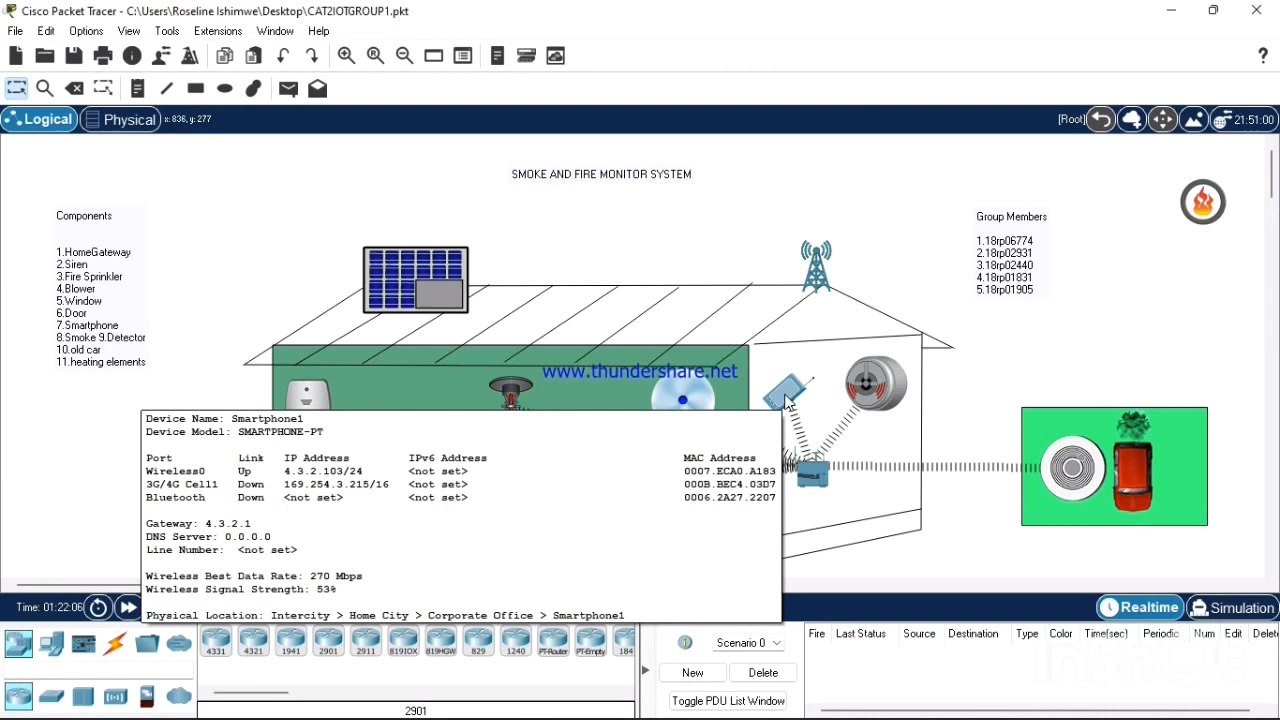 Cisco Packet Tracer - C:\Users\Roseline Ishimwe\Desktop\CAT2IOTGROUP1.pkt
File Edit Options View Tools Extensions Window Help
Logical Physical x: 836, y: 277 [Root] 21:51:00
SMOKE AND FIRE MONITOR SYSTEM
Components
1.HomeGateway
2.Siren
3.Fire Sprinkler
4.Blower
5.Window
6.Door
7.Smartphone
8.Smoke 9.Detector
10.old car
11.heating elements
Group Members
1.18rp06774
2.18rp02931
3.18rp02440
4.18rp01831
5.18rp01905
www.thundershare.net
Device Name: Smartphone1
Device Model: SMARTPHONE-PT
Port Link IP Address IPv6 Address MAC Address
Wireless0 Up 4.3.2.103/24 <not set> 0007.ECA0.A183
3G/4G Cell1 Down 169.254.3.215/16 <not set> 000B.BEC4.03D7
Bluetooth Down <not set> <not set> 0006.2A27.2207
Gateway: 4.3.2.1
DNS Server: 0.0.0.0
Line Number: <not set>
Wireless Best Data Rate: 270 Mbps
Wireless Signal Strength: 53%
Physical Location: Intercity > Home City > Corporate Office > Smartphone1
Time: 01:22:06 Realtime Simulation
4331 4321 1941 2901 2911 819IOX 819HGW 829 1240 PT-Router PT-Empty 184
2901
Scenario 0
New Delete
Toggle PDU List Window
Fire Last Status Source Destination Type Color Time(sec) Periodic Num Edit Delet
InShOt